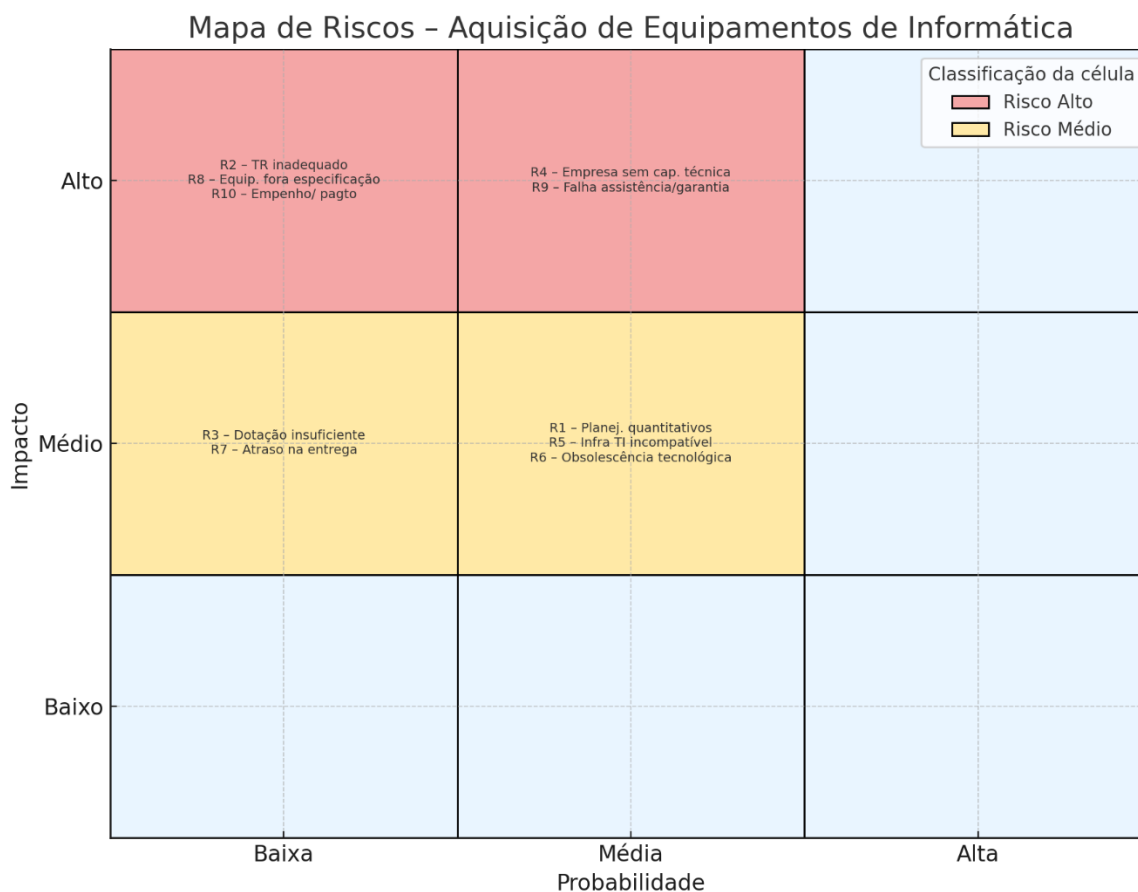 Mapa de Riscos – Aquisição de Equipamentos de Informática
Classificação da célula
Risco Alto
Risco Médio
Impacto
Alto
R2 – TR inadequado
R8 – Equip. fora especificação
R10 – Empenho/ pagto
R4 – Empresa sem cap. técnica
R9 – Falha assistência/garantia
Médio
R3 – Dotação insuficiente
R7 – Atraso na entrega
R1 – Planej. quantitativos
R5 – Infra TI incompatível
R6 – Obsolescência tecnológica
Baixo
Baixa
Média
Alta
Probabilidade